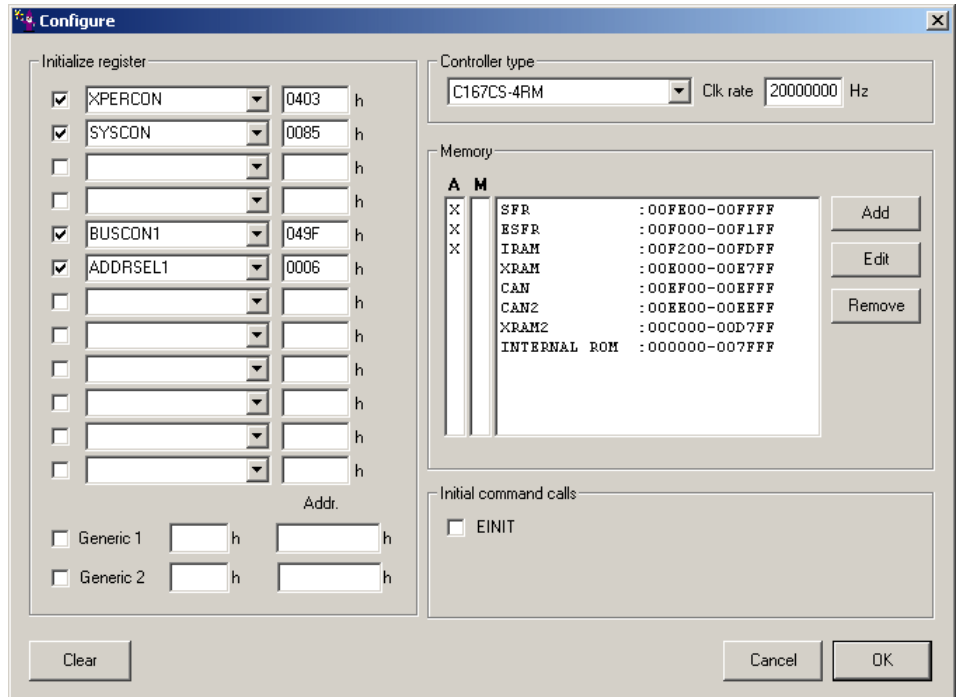 Configure
Initialize register
XPERCON 0403 h
SYSCON 0085 h
h
h
BUSCON1 049F h
ADDRSEL1 0006 h
h
h
h
h
h
h
Addr.
Generic 1 h h
Generic 2 h h
Controller type
C167CS-4RM Clk rate 20000000 Hz
Memory
A M
X SFR :00FE00-00FFFF
X ESFR :00F000-00F1FF
X IRAM :00F200-00FDFF
XRAM :00E000-00E7FF
CAN :00EF00-00EFFF
CAN2 :00EE00-00EEFF
XRAM2 :00C000-00D7FF
INTERNAL ROM :000000-007FFF
Add
Edit
Remove
Initial command calls
EINIT
Clear
Cancel
OK